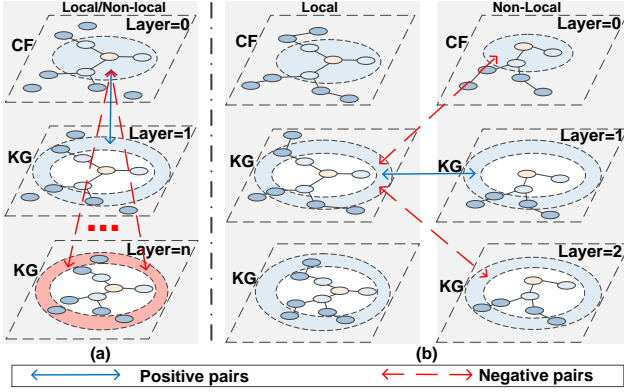 Local/Non-local
Layer=0
CF
Layer=1
KG
Layer=n
KG
(a)
Local
Non-Local
CF
Layer=0
CF
KG
Layer=1
KG
KG
Layer=2
KG
(b)
Positive pairs
Negative pairs